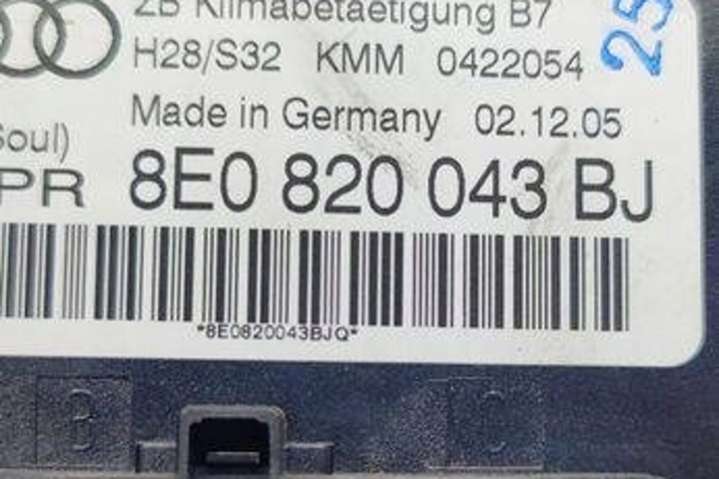 ZB Klimabetaetigung B7
H28/S32 KMM 0422054
25
Made in Germany 02.12.05
Soul)
PR 8E0 820 043 BJ
*8E0820043BJQ*
B C